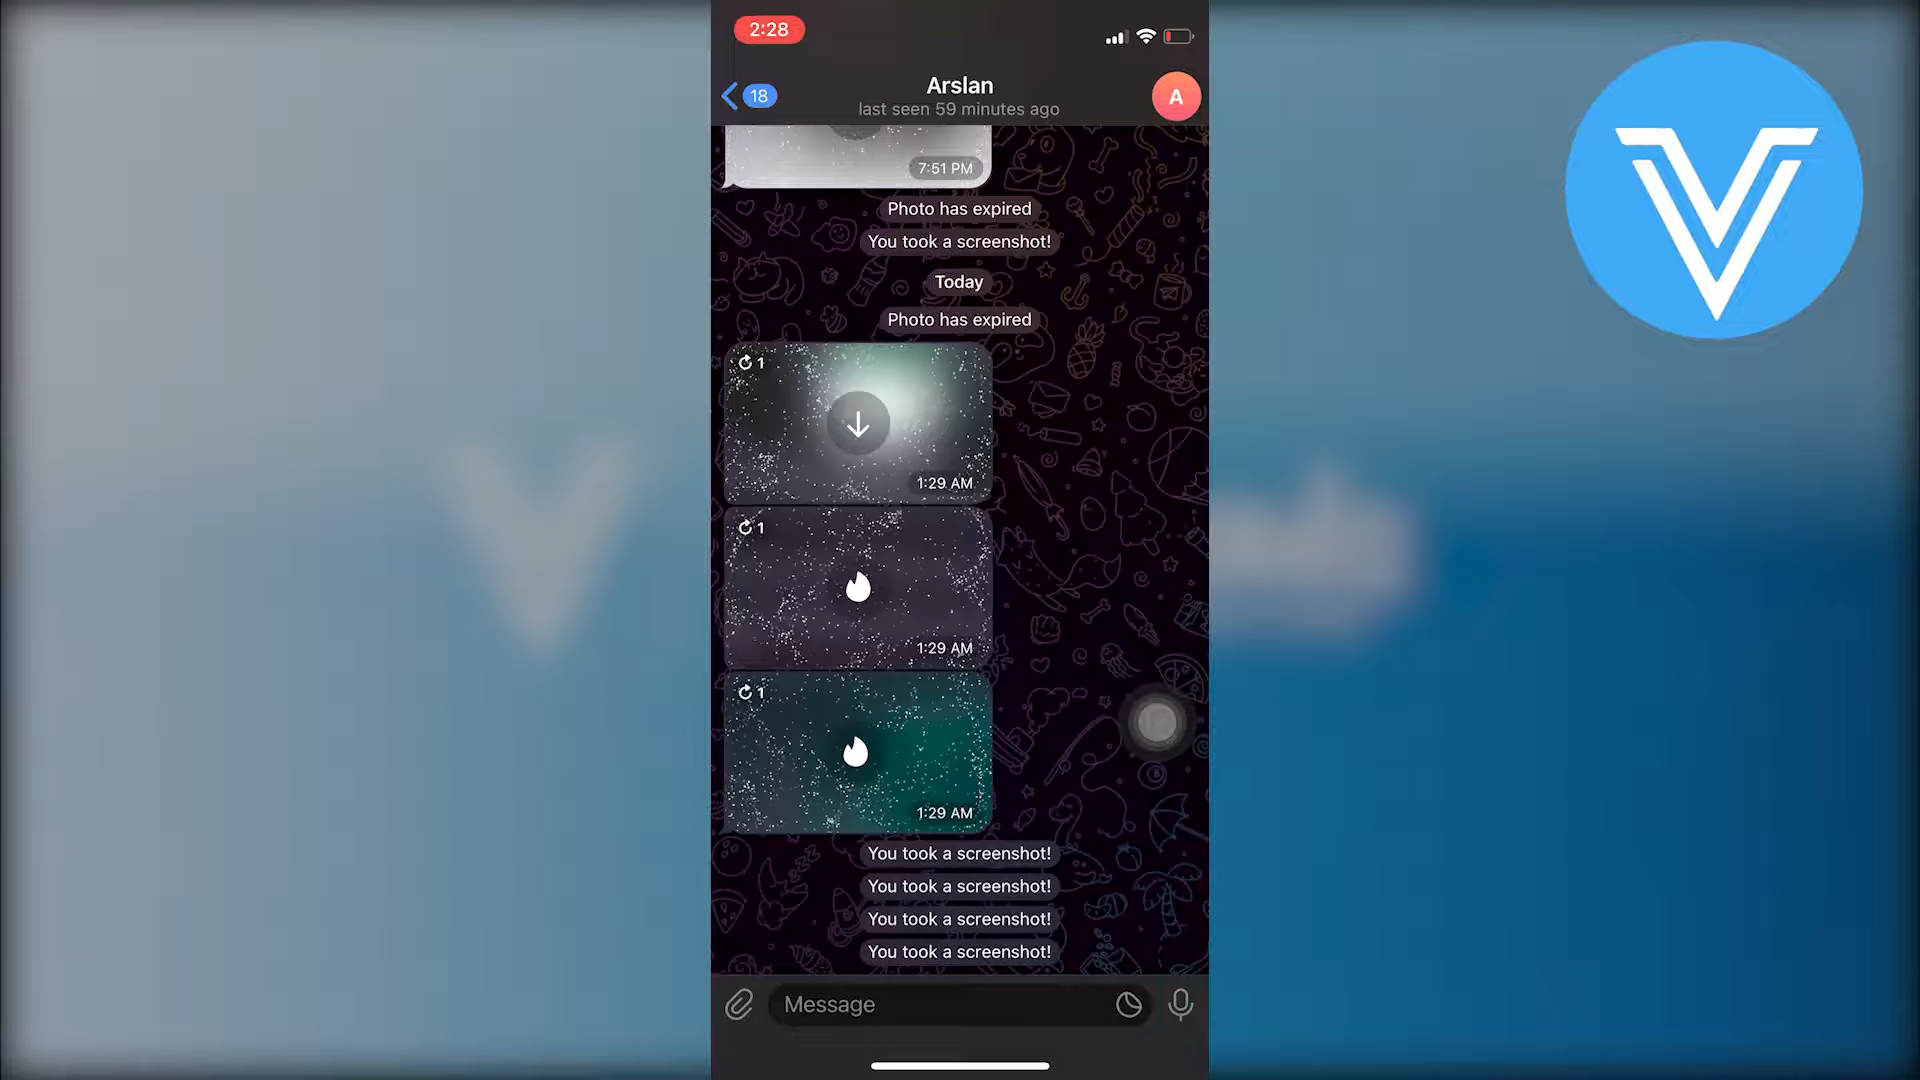 2:28
18
Arslan
last seen 59 minutes ago
A
7:51 PM
Photo has expired
You took a screenshot!
Today
Photo has expired
1
1:29 AM
1
1:29 AM
1
1:29 AM
You took a screenshot!
You took a screenshot!
You took a screenshot!
You took a screenshot!
Message